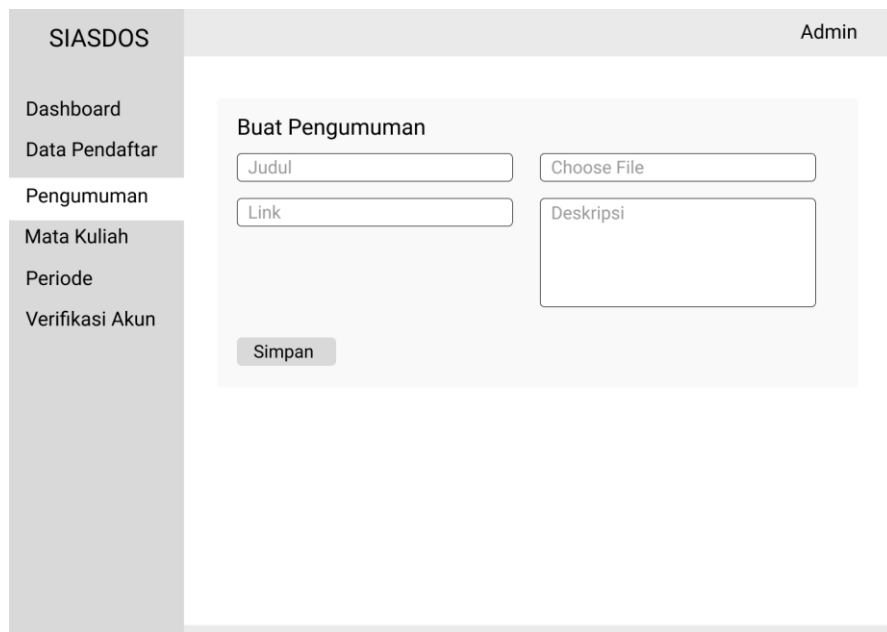 SIASDOS
Admin
Dashboard
Data Pendaftar
Pengumuman
Mata Kuliah
Periode
Verifikasi Akun
Buat Pengumuman
Judul
Choose File
Link
Deskripsi
Simpan